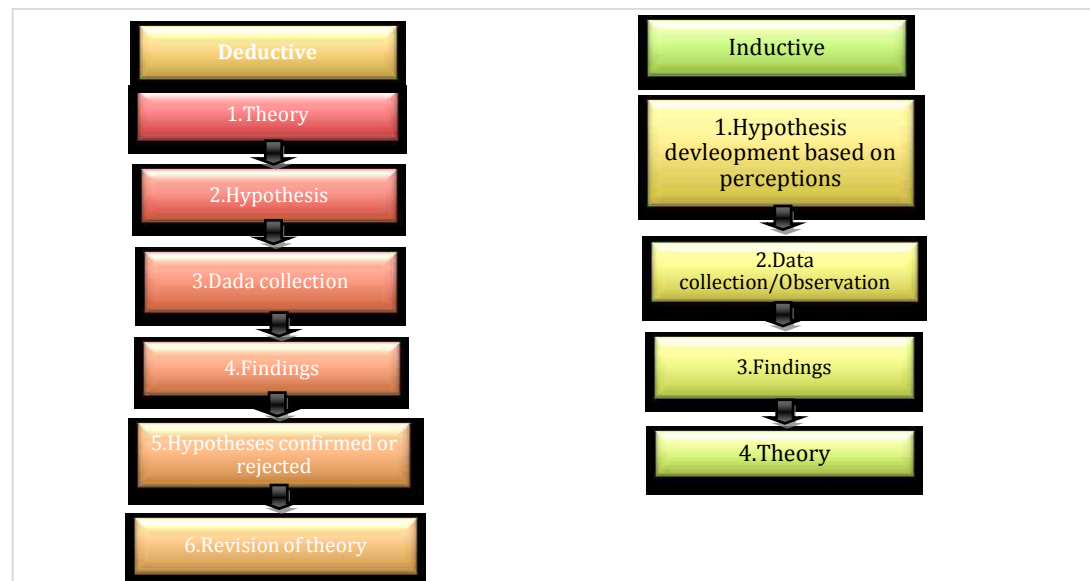 Deductive
1.Theory
2.Hypothesis
3.Dada collection
4.Findings
5.Hypotheses confirmed or
rejected
6.Revision of theory
Inductive
1.Hypothesis
devleopment based on
perceptions
2.Data
collection/Observation
3.Findings
4.Theory